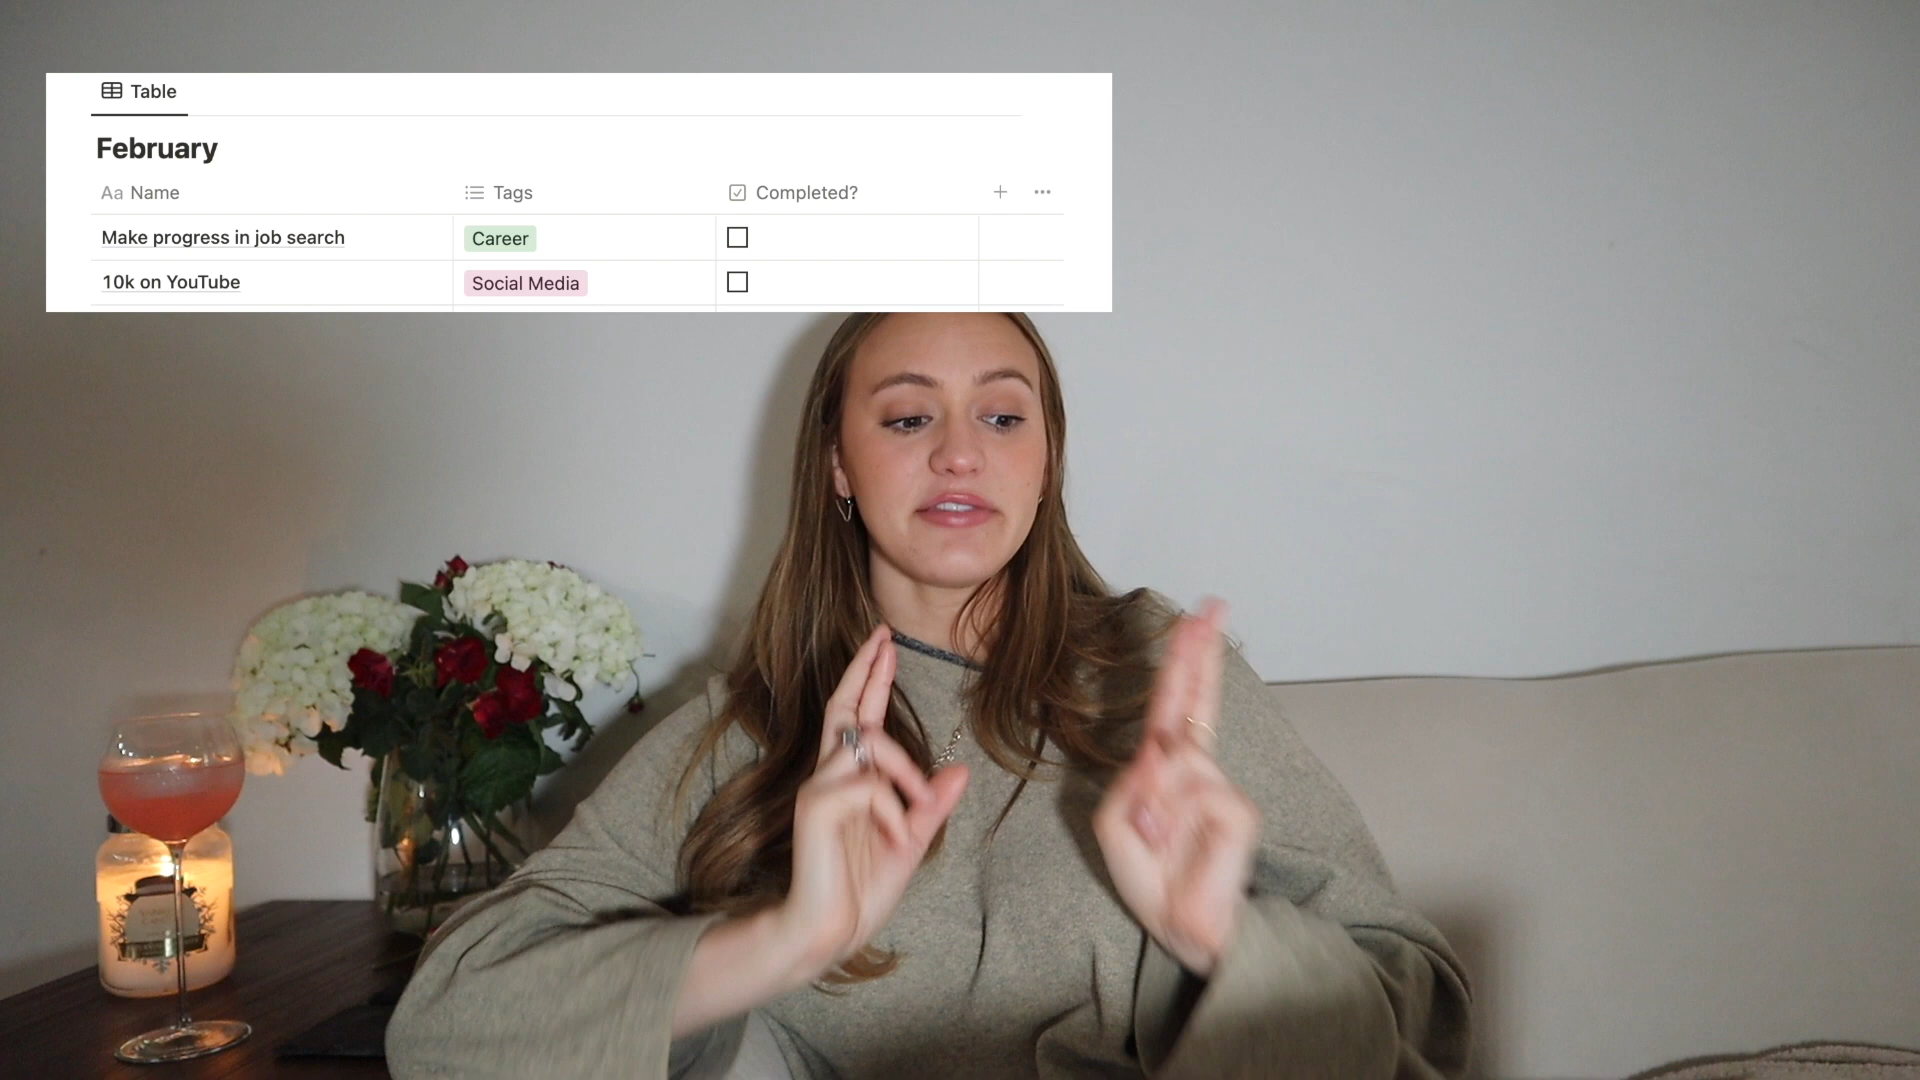 Table
February
Aa Name Tags Completed?
Make progress in job search Career
10k on YouTube Social Media